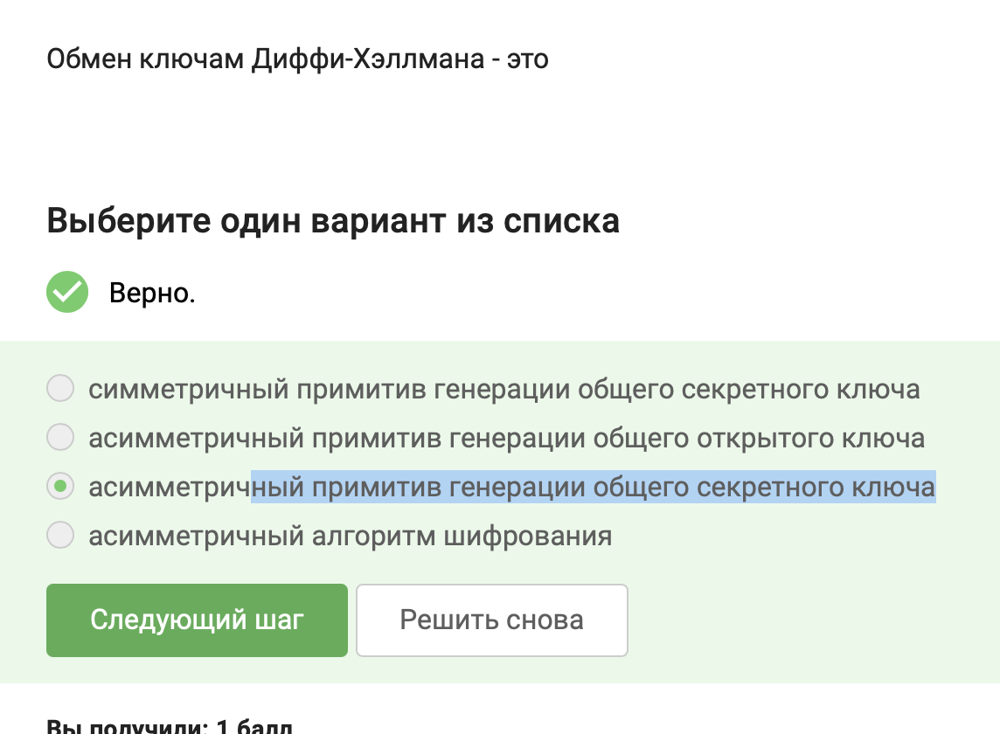 Обмен ключам Диффи-Хэллмана - это
Выберите один вариант из списка
Верно.
симметричный примитив генерации общего секретного ключа
асимметричный примитив генерации общего открытого ключа
асимметричный примитив генерации общего секретного ключа
асимметричный алгоритм шифрования
Следующий шаг
Решить снова
Вы получили: 1 балл